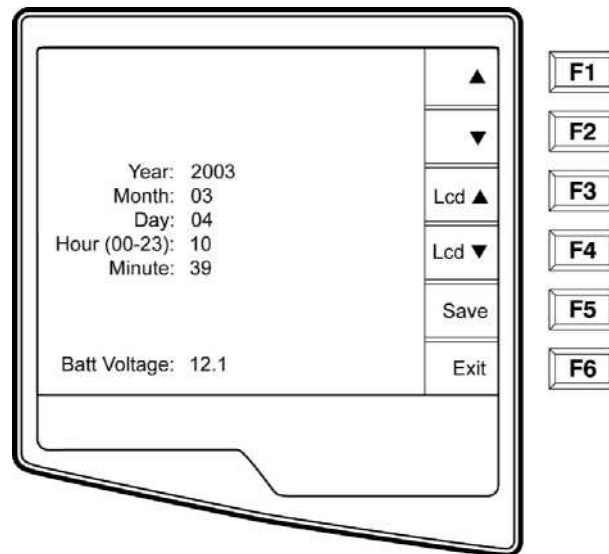 ▲ F1
▼ F2
Year: 2003
Month: 03
Lcd ▲ F3
Day: 04
Hour (00-23): 10
Lcd ▼ F4
Minute: 39
Save F5
Batt Voltage: 12.1
Exit F6